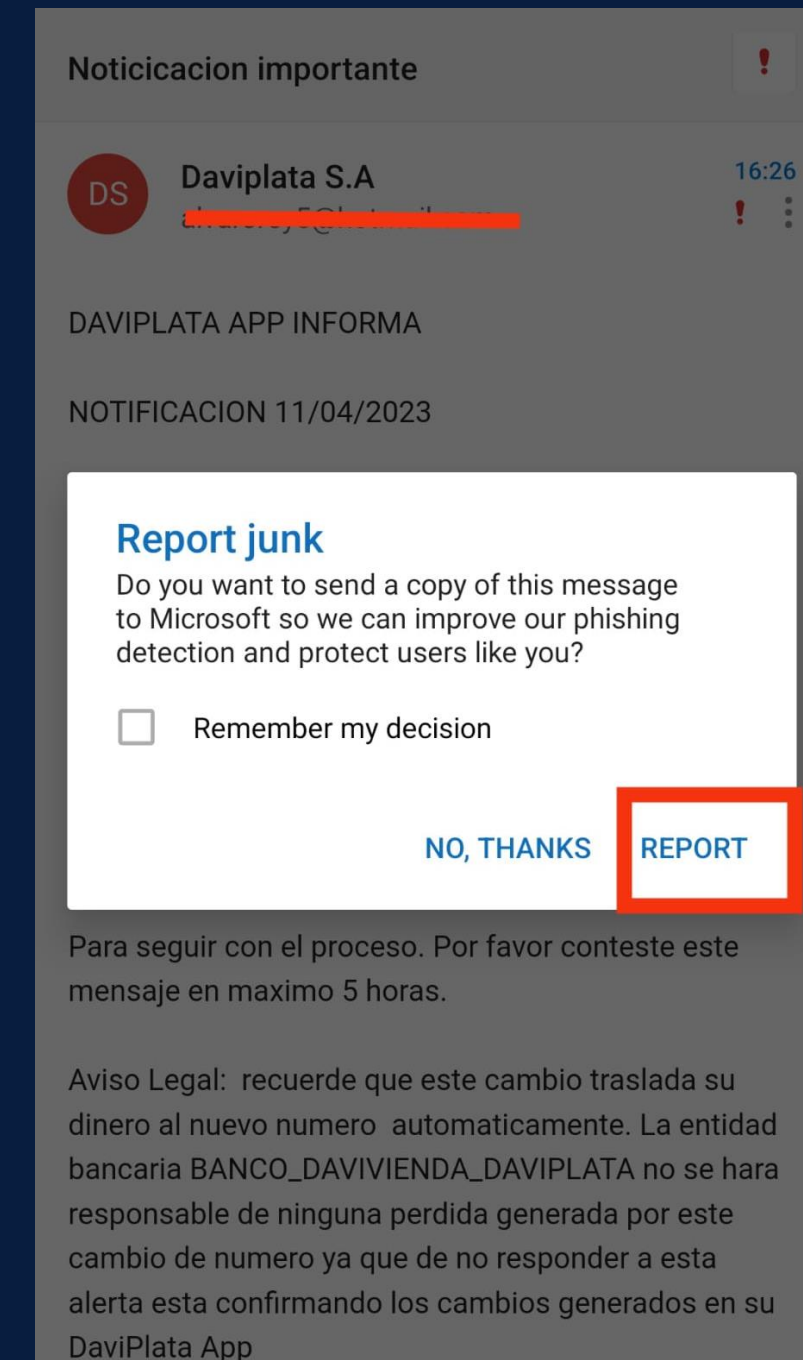 Noticicacion importante
DS
Daviplata S.A
16:26
DAVIPLATA APP INFORMA
NOTIFICACION 11/04/2023
Report junk
Do you want to send a copy of this message
to Microsoft so we can improve our phishing
detection and protect users like you?
Remember my decision
NO, THANKS
REPORT
Para seguir con el proceso. Por favor conteste este
mensaje en maximo 5 horas.
Aviso Legal:  recuerde que este cambio traslada su
dinero al nuevo numero  automaticamente. La entidad
bancaria BANCO_DAVIVIENDA_DAVIPLATA no se hara
responsable de ninguna perdida generada por este
cambio de numero ya que de no responder a esta
alerta esta confirmando los cambios generados en su
DaviPlata App